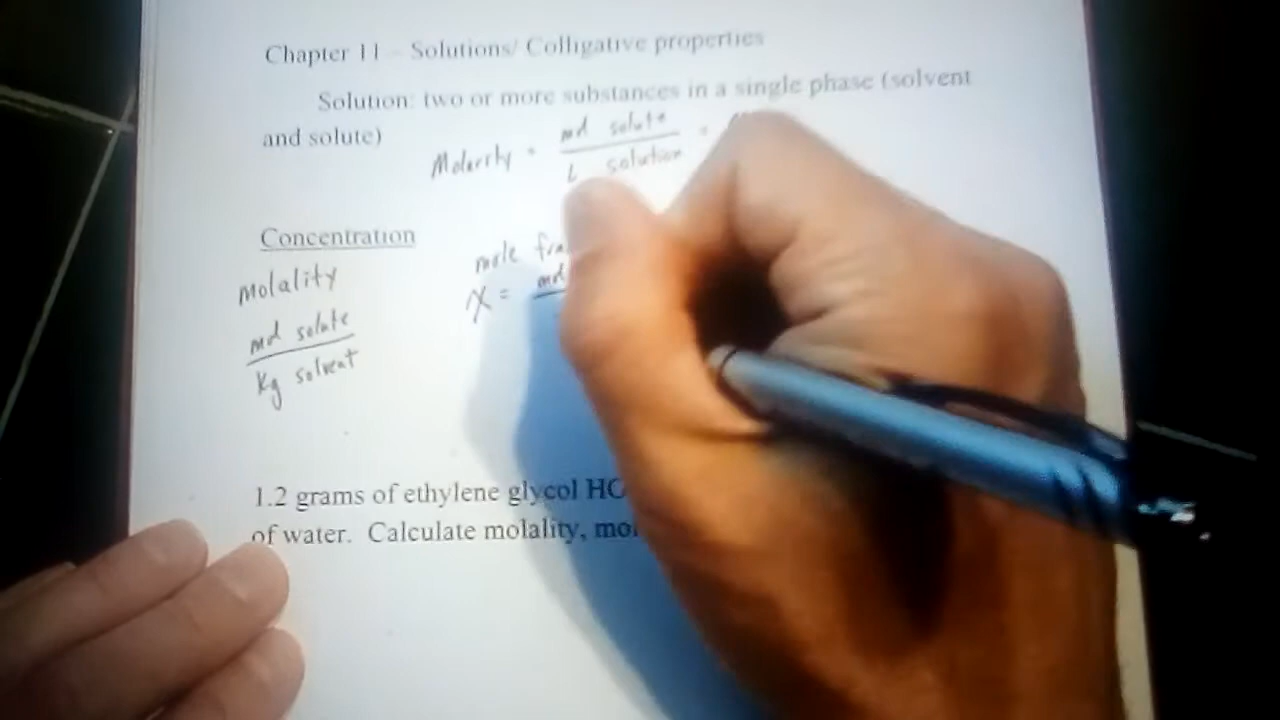 Chapter 11 – Solutions/ Colligative properties
Solution: two or more substances in a single phase (solvent
and solute)
Molarity = mol solute / L solution =
Concentration
molality
mol solute
kg solvent
mole fra
X = mol
1.2 grams of ethylene glycol HO
of water. Calculate molality, mol